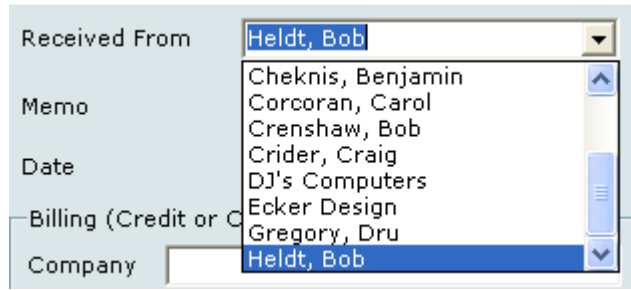 Received From
Heldt, Bob
Cheknis, Benjamin
Corcoran, Carol
Crenshaw, Bob
Crider, Craig
DJ's Computers
Ecker Design
Gregory, Dru
Heldt, Bob
Memo
Date
Billing (Credit or
Company